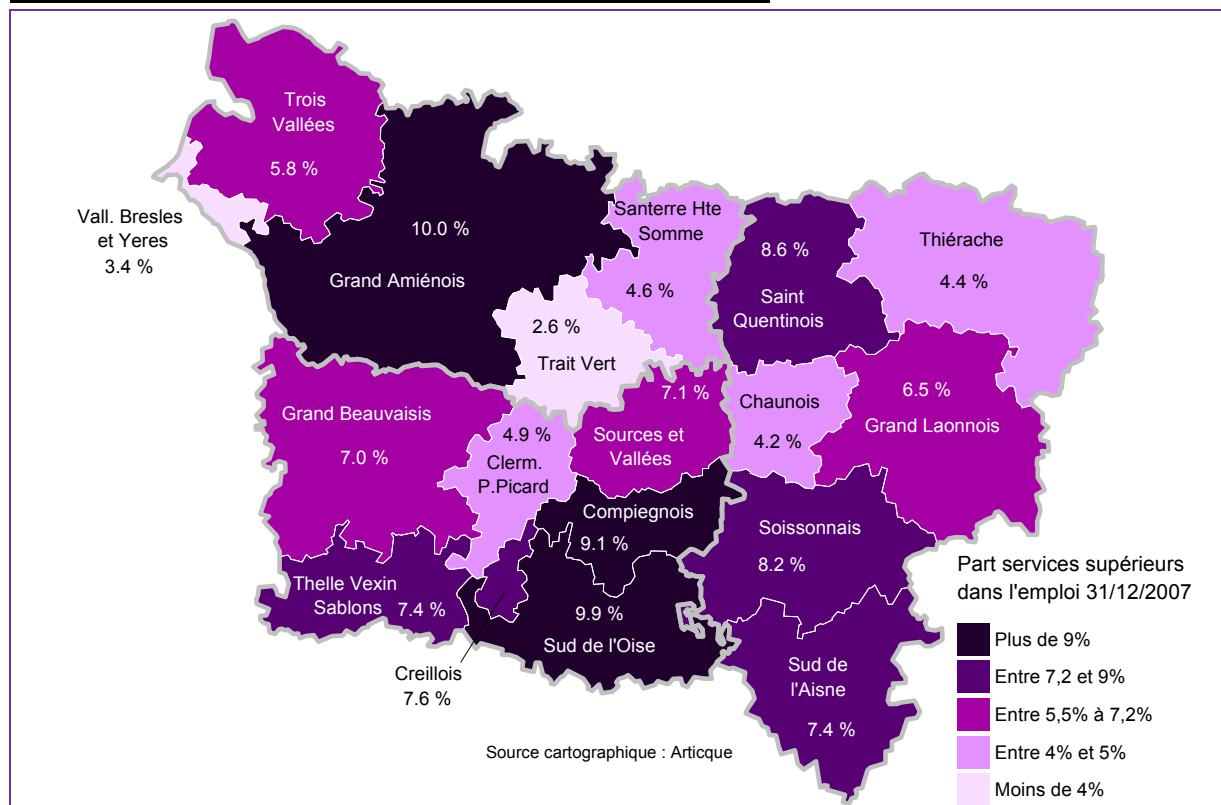 Trois
Vallées
5.8 %
Vall. Bresles
et Yeres
3.4 %
10.0 %
Grand Amiénois
Santerre Hte
Somme
4.6 %
8.6 %
Saint
Quentinois
Thiérache
4.4 %
2.6 %
Trait Vert
Grand Beauvaisis
7.0 %
4.9 %
Clerm.
P.Picard
7.1 %
Sources et
Vallées
Chaunois
4.2 %
6.5 %
Grand Laonnois
Compiegnois
9.1 %
Soissonnais
8.2 %
Thelle Vexin
Sablons
7.4 %
9.9 %
Sud de l'Oise
Creillois
7.6 %
Sud de
l'Aisne
7.4 %
Part services supérieurs
dans l'emploi 31/12/2007
Plus de 9%
Entre 7,2 et 9%
Entre 5,5% à 7,2%
Entre 4% et 5%
Moins de 4%
Source cartographique : Articque